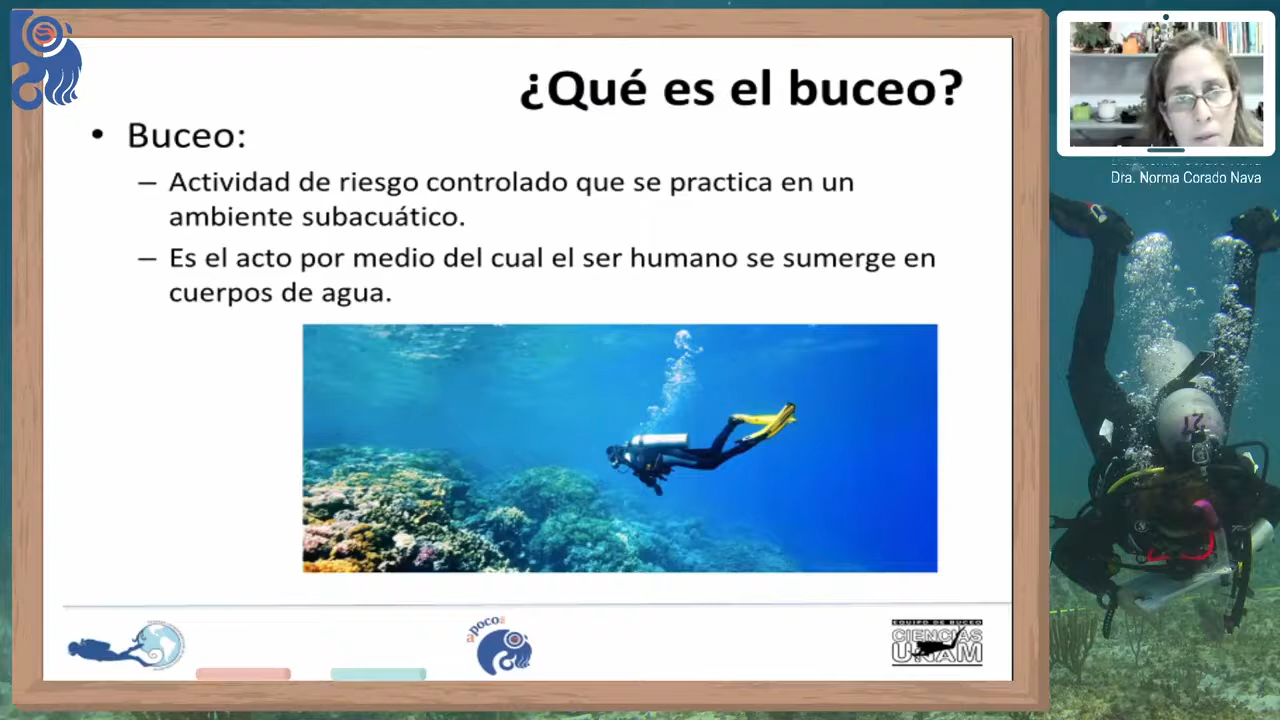 ¿Qué es el buceo?
• Buceo:
– Actividad de riesgo controlado que se practica en un
ambiente subacuático.
– Es el acto por medio del cual el ser humano se sumerge en
cuerpos de agua.
Dra. Norma Corado Nava
apoco
EQUIPO DE BUCEO
CIENCIAS
UNAM